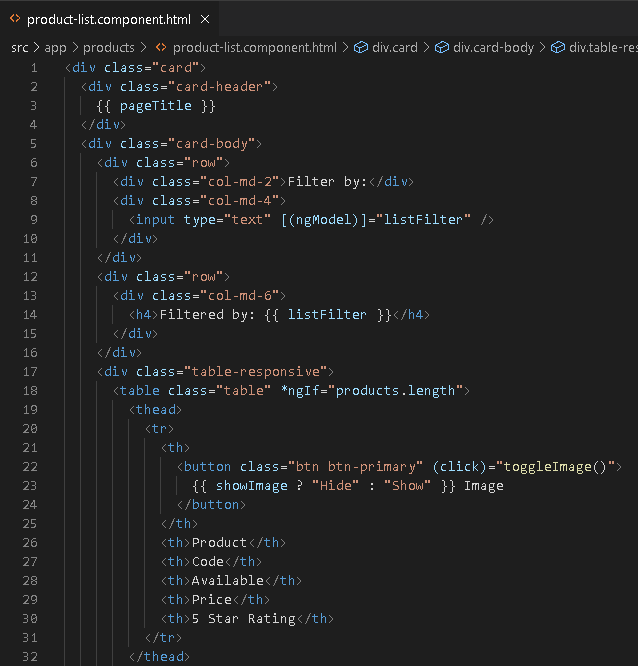 product-list.component.html ×
src > app > products > product-list.component.html > div.card > div.card-body > div.table-res
1 <div class="card">
2 <div class="card-header">
3 {{ pageTitle }}
4 </div>
5 <div class="card-body">
6 <div class="row">
7 <div class="col-md-2">Filter by:</div>
8 <div class="col-md-4">
9 <input type="text" [(ngModel)]="listFilter" />
10 </div>
11 </div>
12 <div class="row">
13 <div class="col-md-6">
14 <h4>Filtered by: {{ listFilter }}</h4>
15 </div>
16 </div>
17 <div class="table-responsive">
18 <table class="table" *ngIf="products.length">
19 <thead>
20 <tr>
21 <th>
22 <button class="btn btn-primary" (click)="toggleImage()">
23 {{ showImage ? "Hide" : "Show" }} Image
24 </button>
25 </th>
26 <th>Product</th>
27 <th>Code</th>
28 <th>Available</th>
29 <th>Price</th>
30 <th>5 Star Rating</th>
31 </tr>
32 </thead>